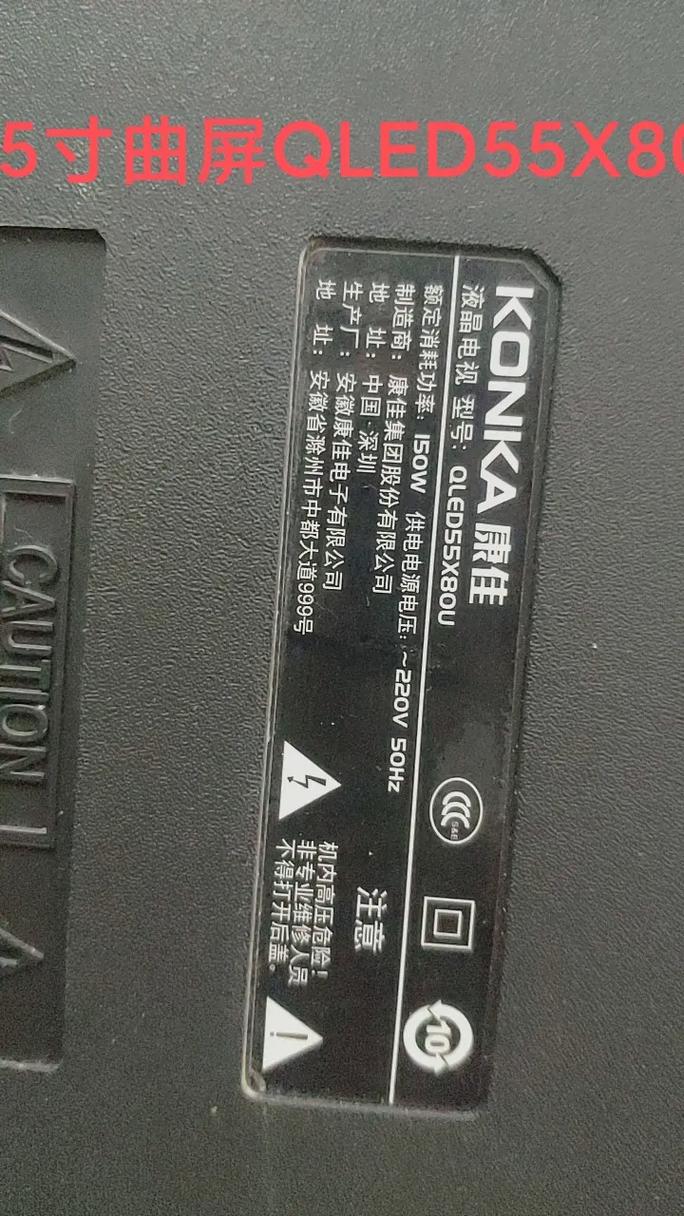 5寸曲屏QLED55X80
KONKA 康佳
液晶电视 型号：QLED55X80U
额定消耗功率：150W 供电电源电压：~220V 50Hz
制造商：康佳集团股份有限公司
地 址：中国·深圳
生产厂：安徽康佳电子有限公司
地 址：安徽省滁州市中都大道999号
CCC
S&E
10
注意
机内高压危险！
非专业维修人员
不得打开后盖。
CAUTION